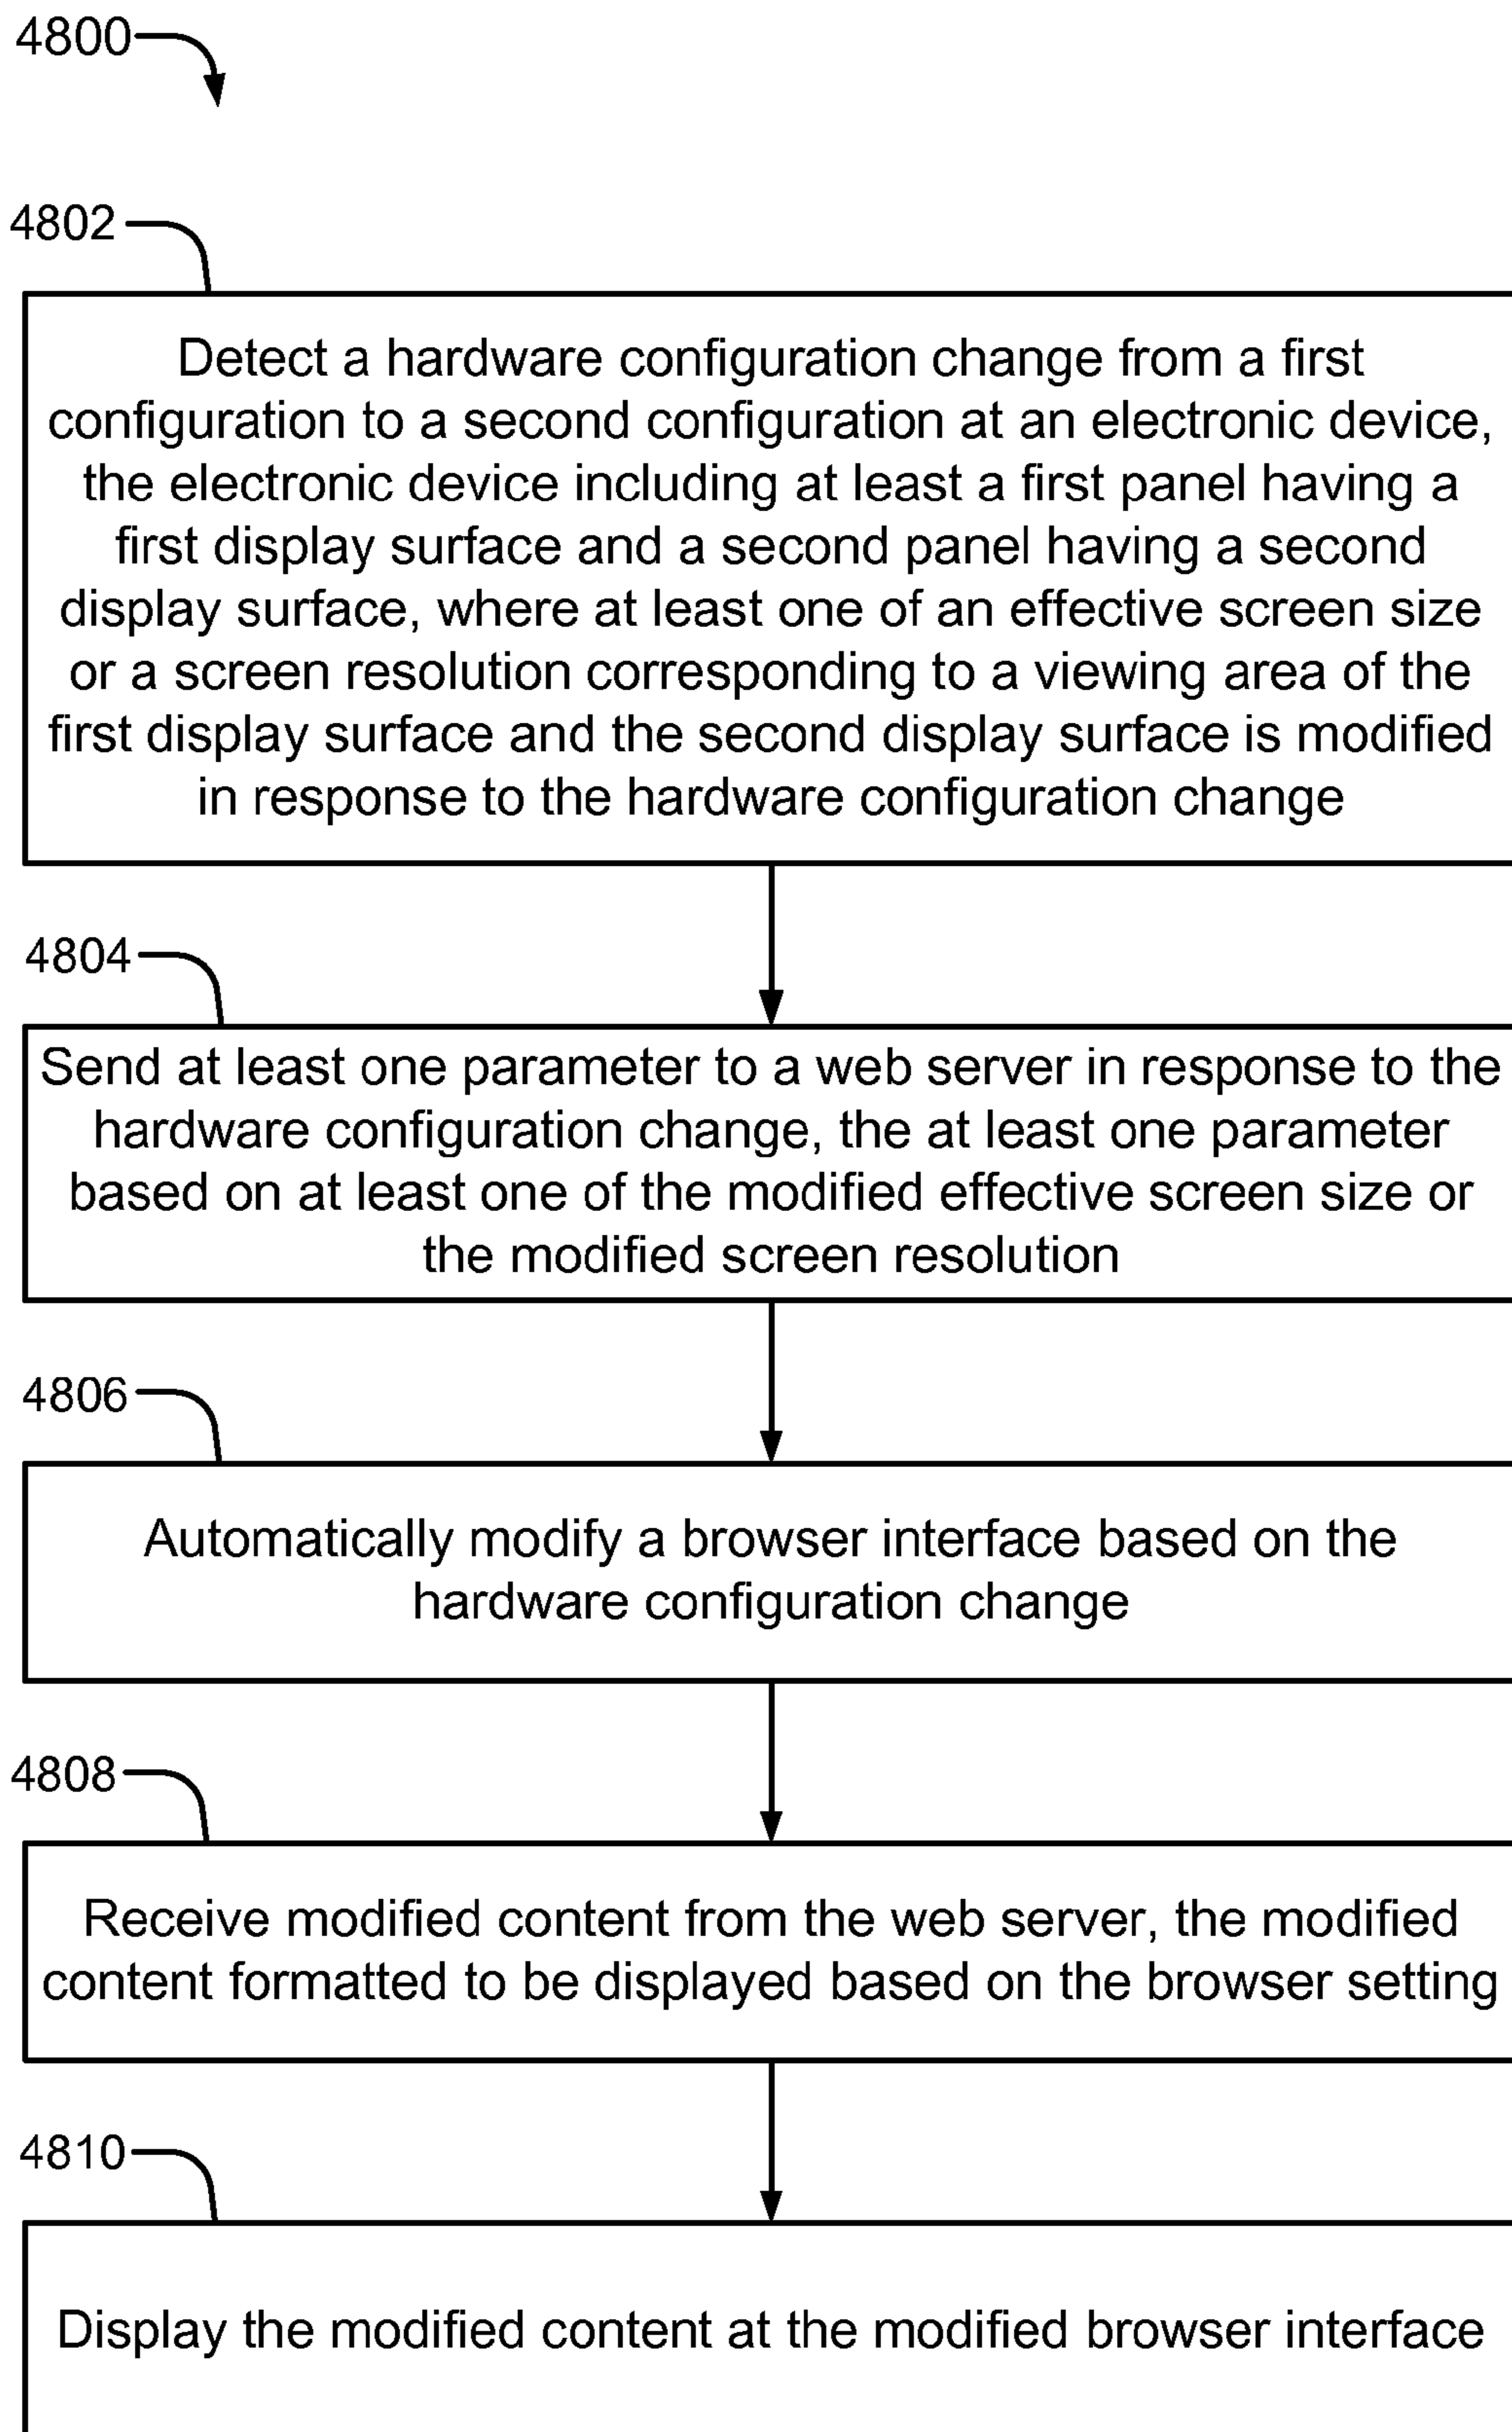 4800
4802
Detect a hardware configuration change from a first
configuration to a second configuration at an electronic device,
the electronic device including at least a first panel having a
first display surface and a second panel having a second
display surface, where at least one of an effective screen size
or a screen resolution corresponding to a viewing area of the
first display surface and the second display surface is modified
in response to the hardware configuration change
4804
Send at least one parameter to a web server in response to the
hardware configuration change, the at least one parameter
based on at least one of the modified effective screen size or
the modified screen resolution
4806
Automatically modify a browser interface based on the
hardware configuration change
4808
Receive modified content from the web server, the modified
content formatted to be displayed based on the browser setting
4810
Display the modified content at the modified browser interface